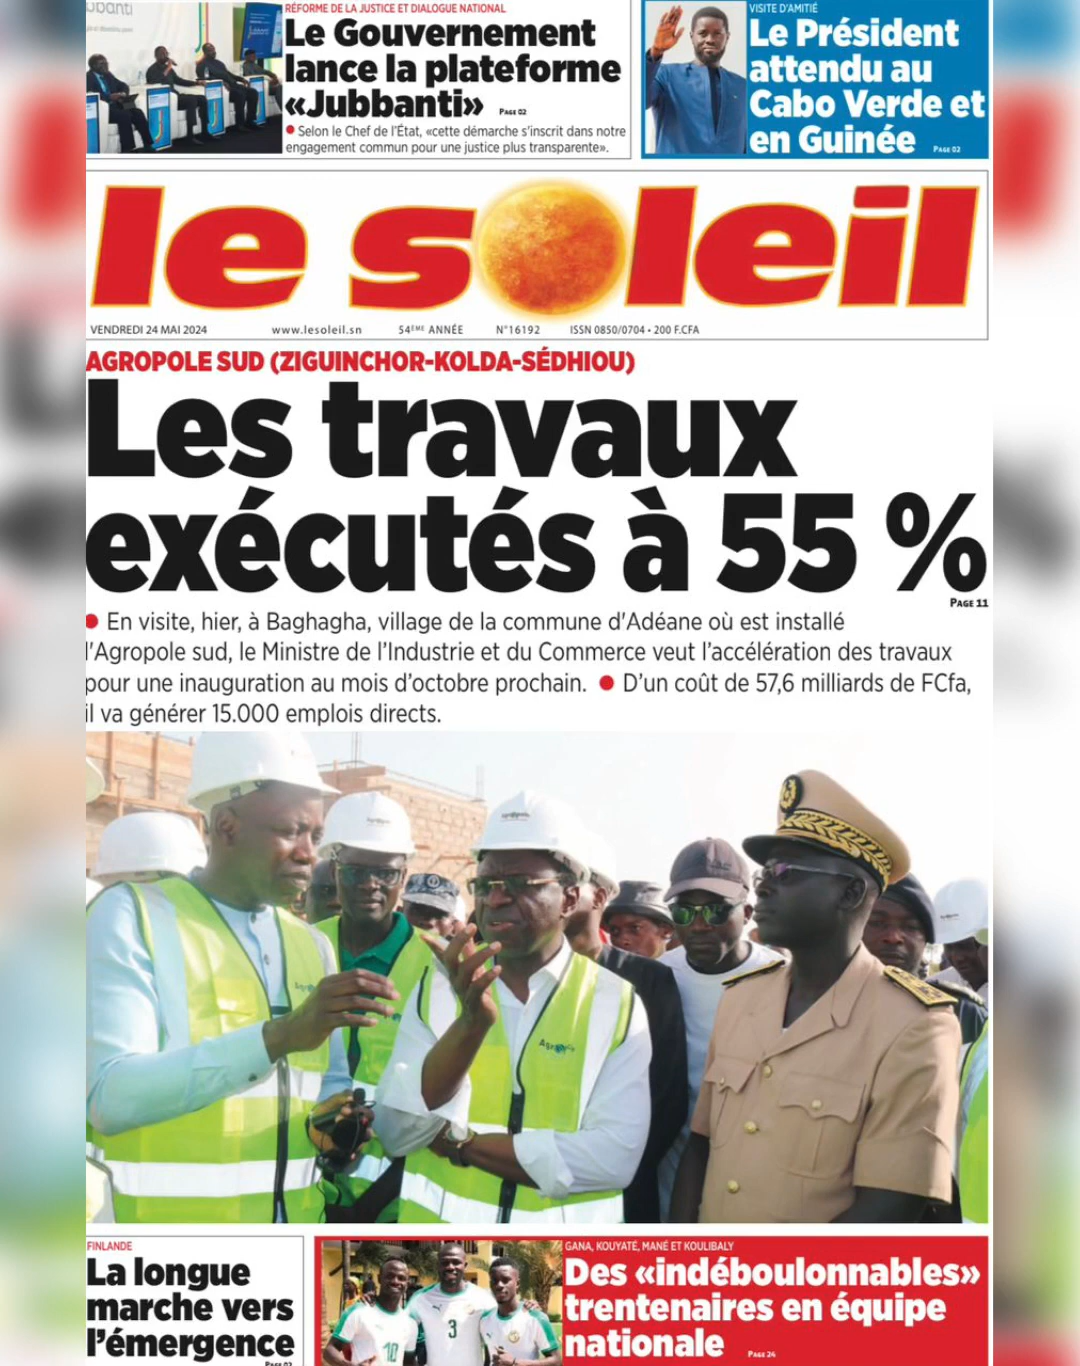 RÉFORME DE LA JUSTICE ET DIALOGUE NATIONAL
Le Gouvernement
lance la plateforme
«Jubbanti» PAGE 02
● Selon le Chef de l'État, «cette démarche s'inscrit dans notre
engagement commun pour une justice plus transparente».
VISITE D'AMITIÉ
Le Président
attendu au
Cabo Verde et
en Guinée PAGE 02
le soleil
VENDREDI 24 MAI 2024 www.lesoleil.sn 54ÈME ANNÉE N°16192 ISSN 0850/0704 • 200 F.CFA
AGROPOLE SUD (ZIGUINCHOR-KOLDA-SÉDHIOU)
Les travaux
exécutés à 55 %
PAGE 11
● En visite, hier, à Baghagha, village de la commune d'Adéane où est installé
l'Agropole sud, le Ministre de l'Industrie et du Commerce veut l'accélération des travaux
pour une inauguration au mois d'octobre prochain. ● D'un coût de 57,6 milliards de FCfa,
il va générer 15.000 emplois directs.
FINLANDE
La longue
marche vers
l'émergence
PAGE 02
GANA, KOUYATÉ, MANÉ ET KOULIBALY
Des «indéboulonnables»
trentenaires en équipe
nationale PAGE 24
10
3